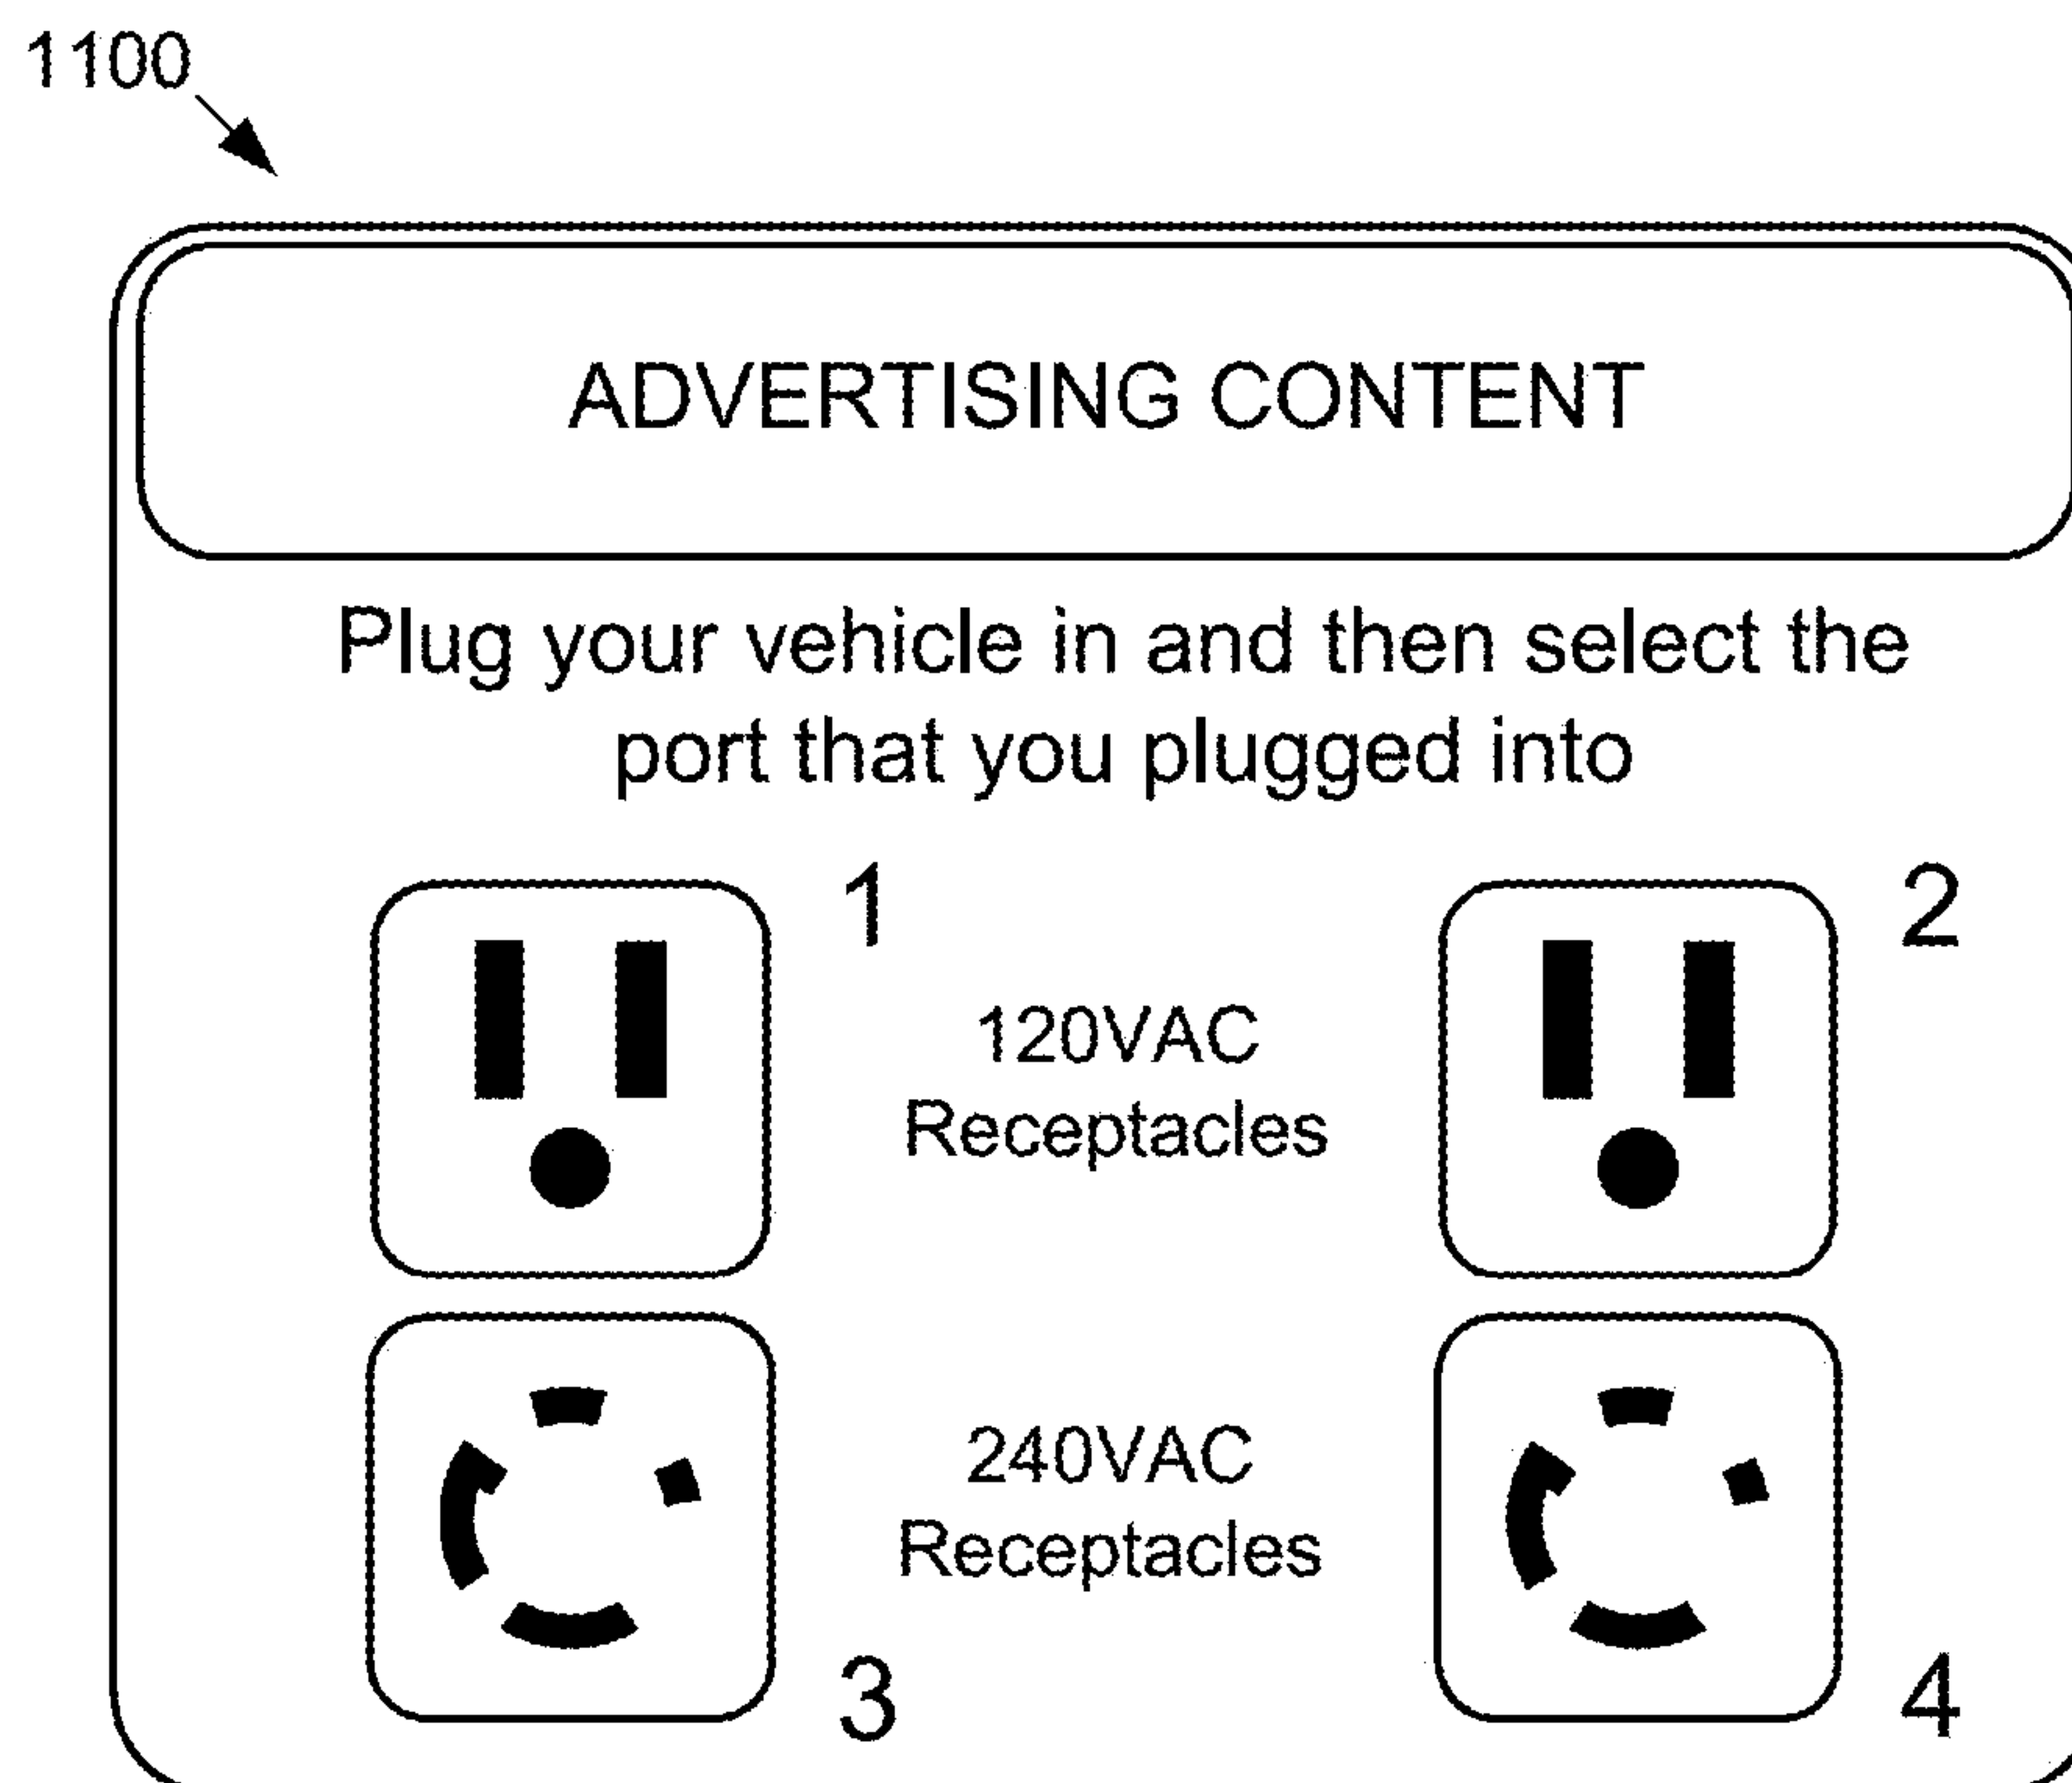 1100
ADVERTISING CONTENT
Plug your vehicle in and then select the
port that you plugged into
1
2
120VAC
Receptacles
240VAC
Receptacles
3
4